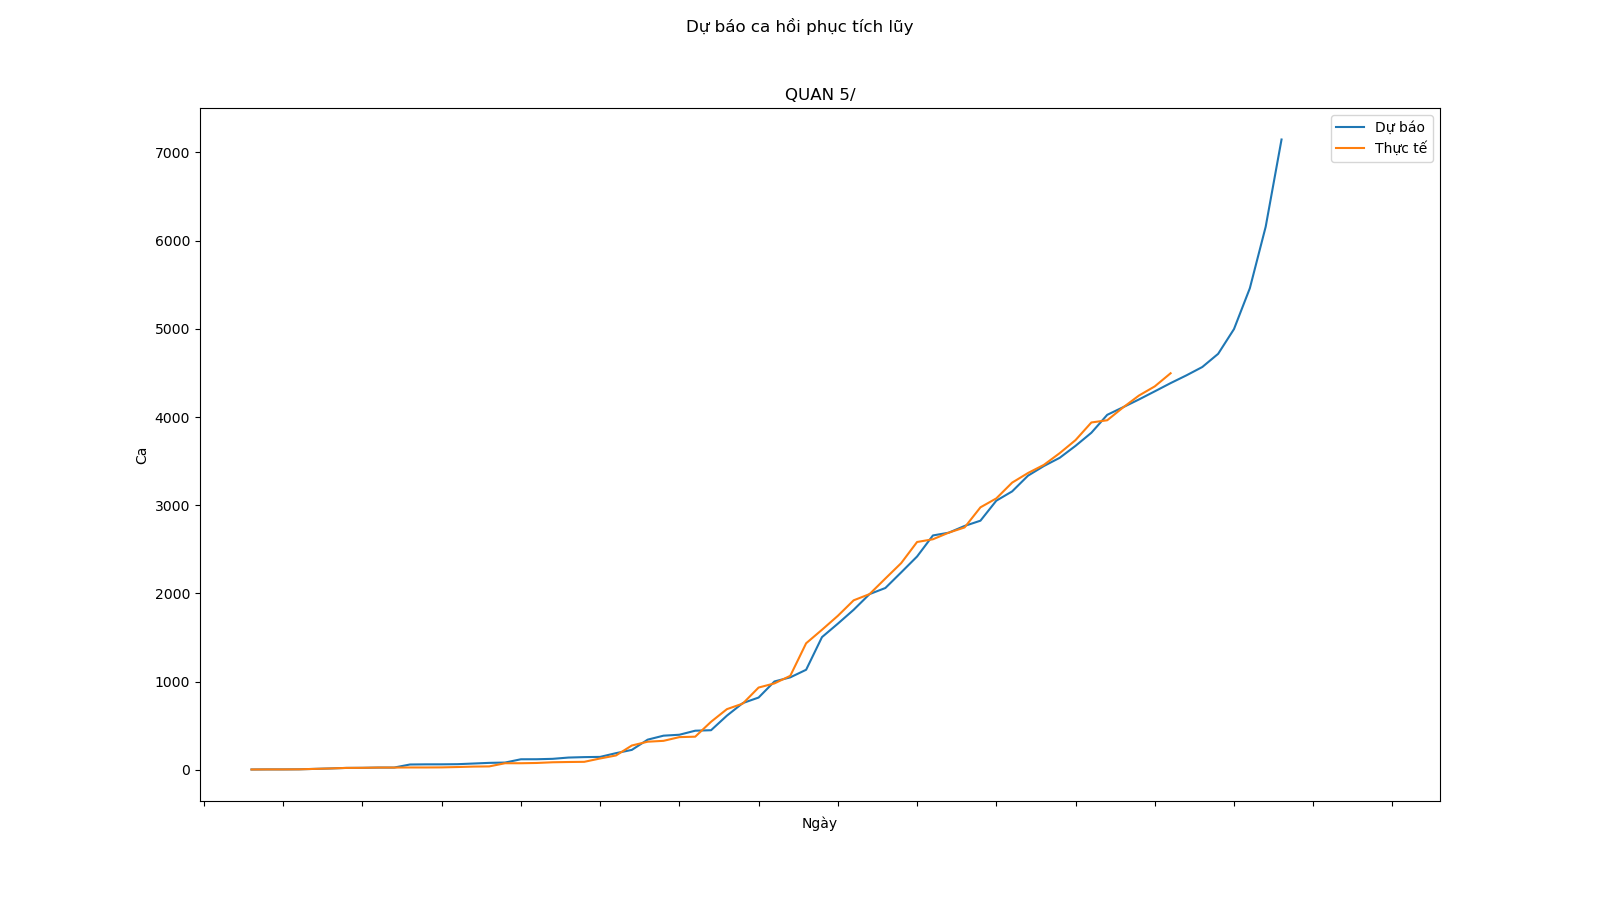 Dự báo ca hồi phục tích lũy
QUAN 5/
Dự báo
Thực tế
7000
6000
5000
4000
3000
2000
1000
0
Ca
Ngày